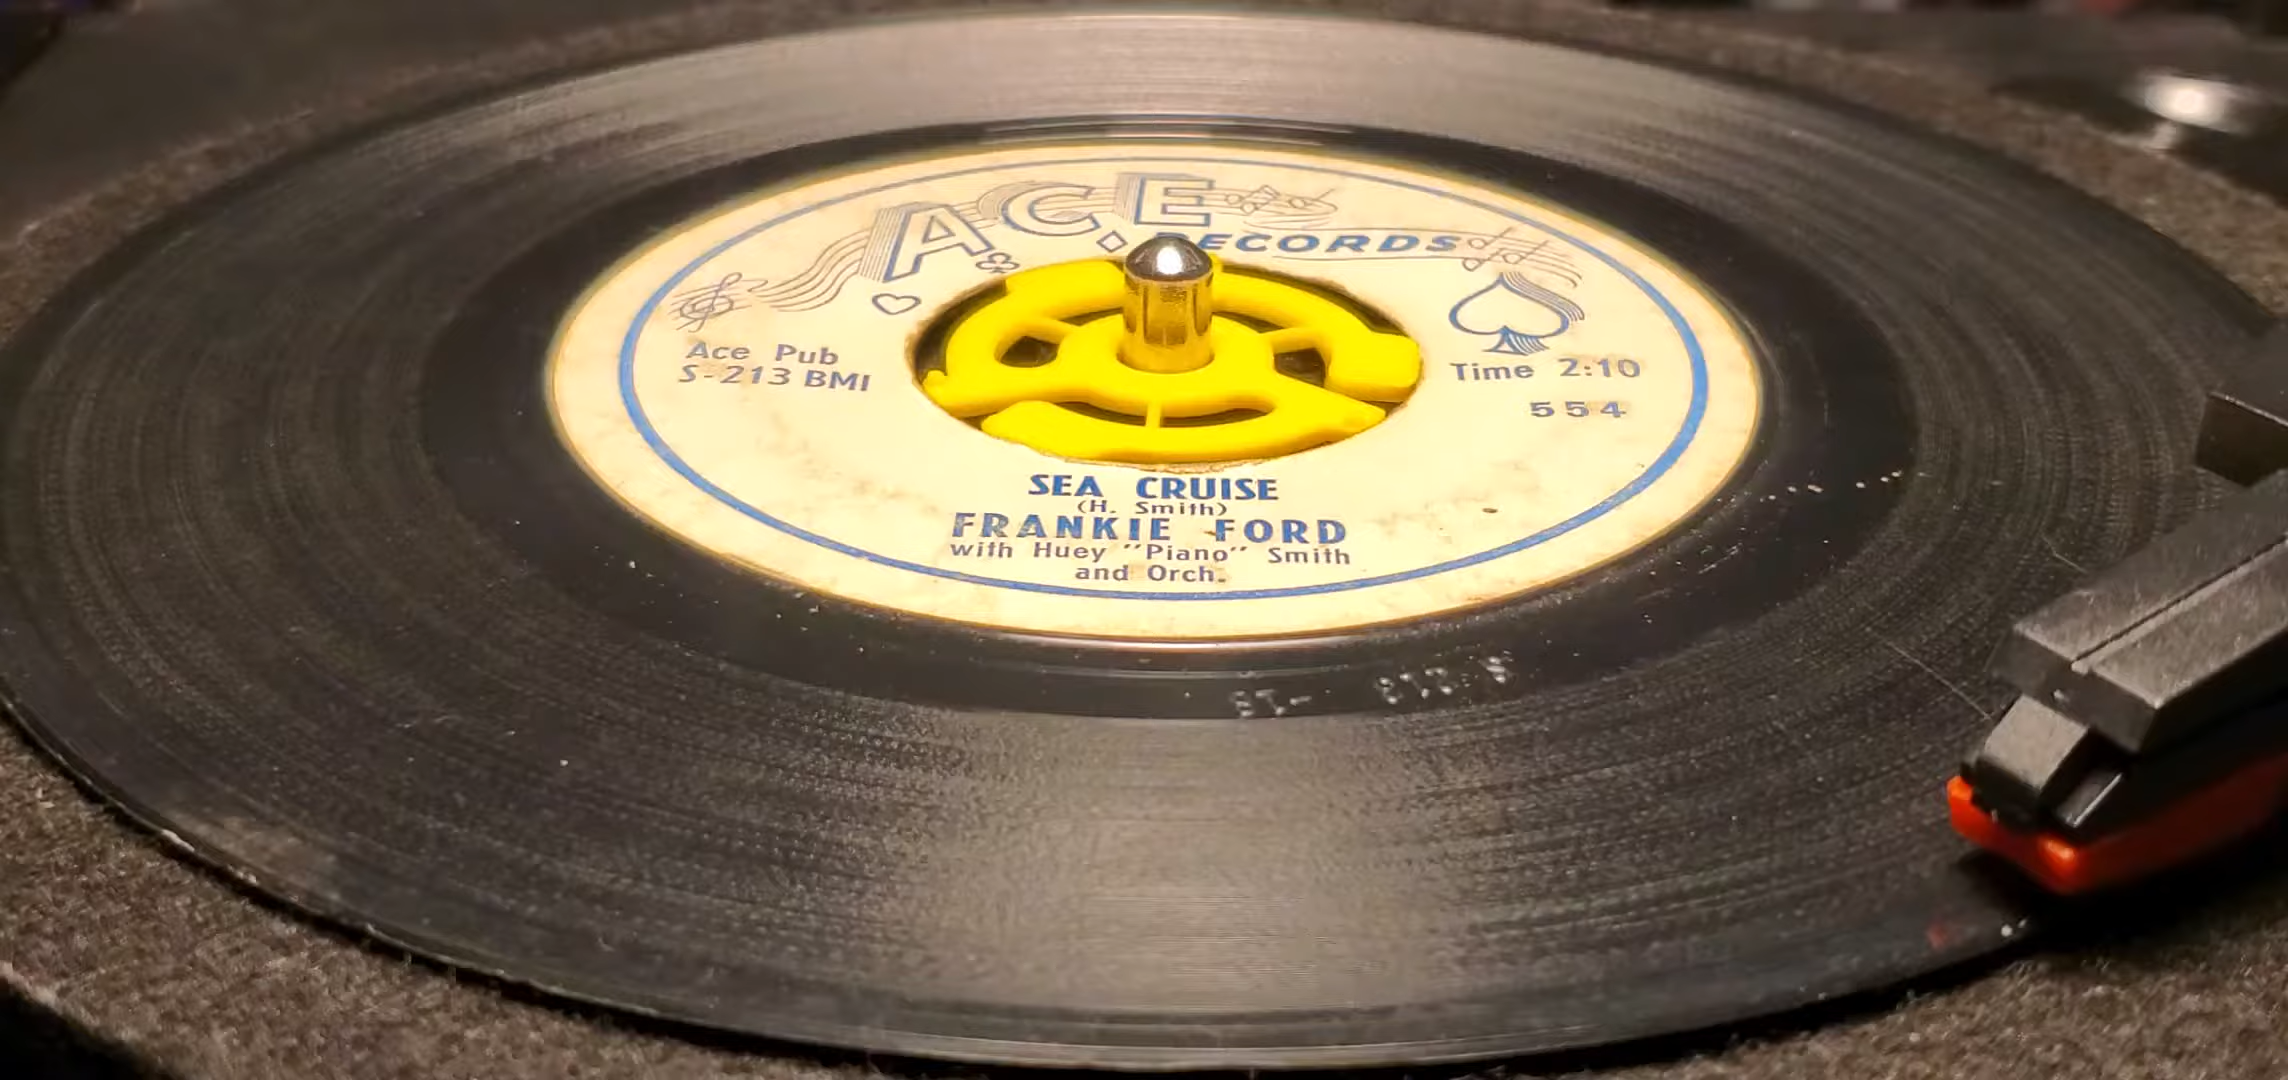 ACE
RECORDS
Ace Pub
S-213 BMI
Time 2:10
554
SEA CRUISE
(H. Smith)
FRANKIE FORD
with Huey "Piano" Smith
and Orch.